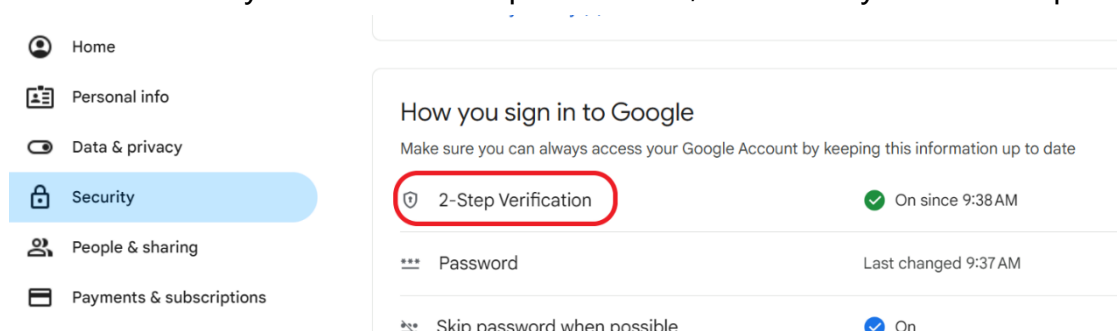 Home
Personal info
Data & privacy
Security
People & sharing
Payments & subscriptions
How you sign in to Google
Make sure you can always access your Google Account by keeping this information up to date
2-Step Verification
On since 9:38 AM
Password
Last changed 9:37 AM
Skip password when possible
On